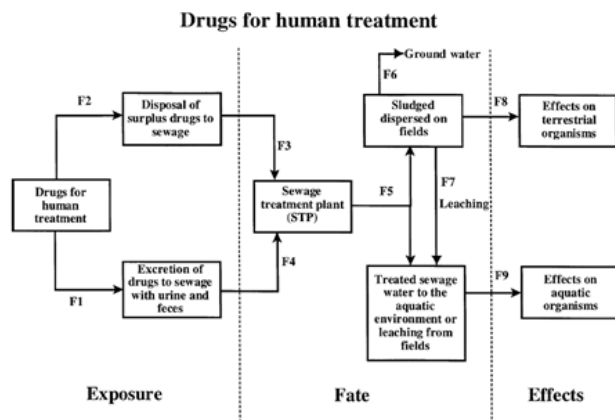 Drugs for human treatment
Ground water
F6
F2
Disposal of
surplus drugs to
sewage
Sludged
dispersed on
fields
F8
Effects on
terrestrial organisms
F3
Drugs for
human
treatment
Sewage
treatment plant
(STP)
F5
F7
Leaching
F4
F1
Excretion of
drugs to sewage
with urine and
feces
Treated sewage
water to the
aquatic
environment or
leaching from
fields
F9
Effects on
aquatic organisms
Exposure
Fate
Effects